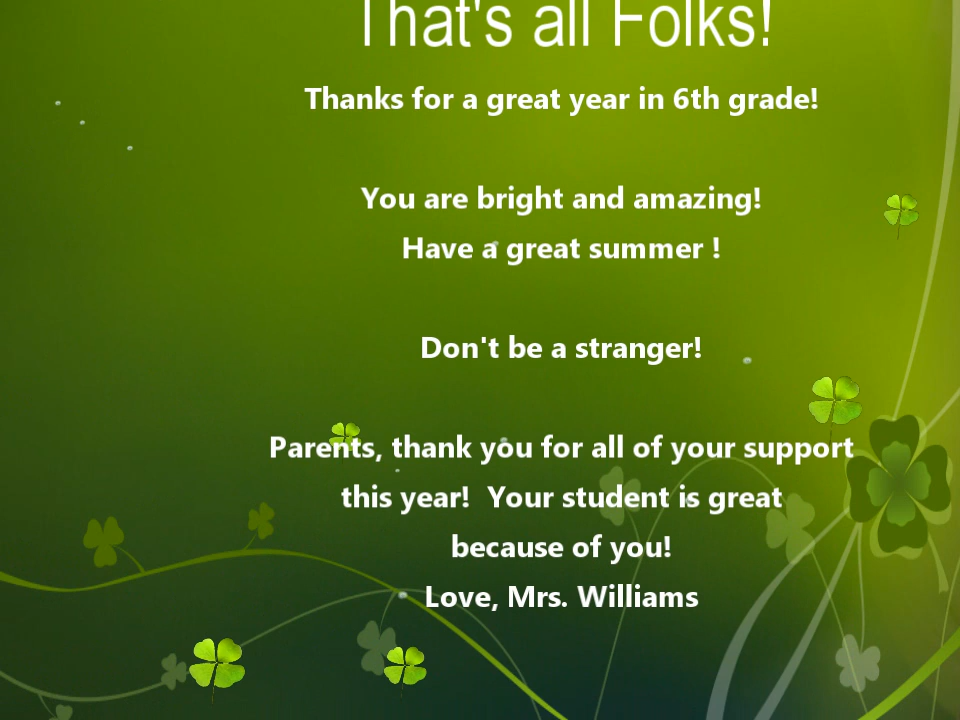 That's all Folks!
Thanks for a great year in 6th grade!
You are bright and amazing!
Have a great summer !
Don't be a stranger!
Parents, thank you for all of your support
this year!  Your student is great
because of you!
Love, Mrs. Williams